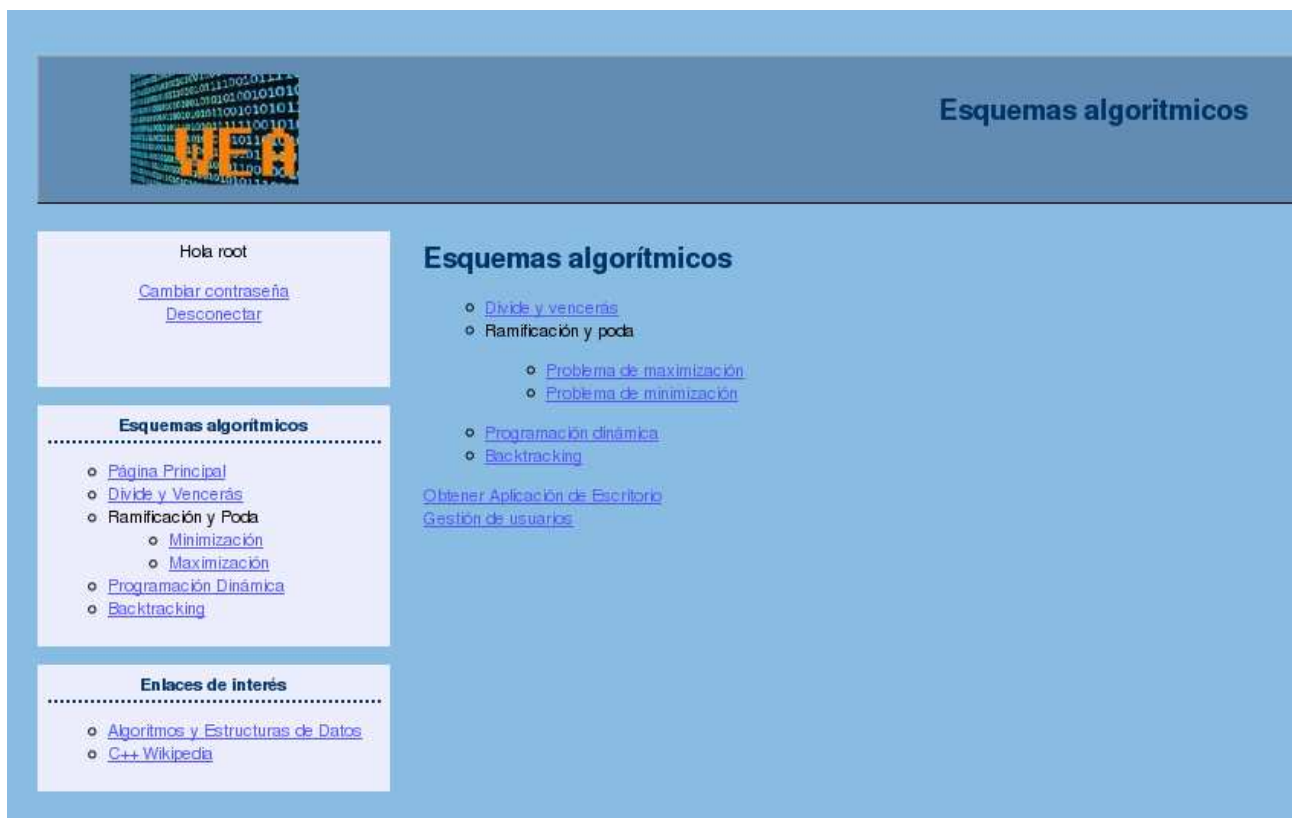 WEA
Esquemas algoritmicos
Hola root
Cambiar contraseña
Desconectar
Esquemas algorítmicos
Página Principal
Divide y Vencerás
Ramificación y Poda
Minimización
Maximización
Programación Dinámica
Backtracking
Enlaces de interés
Algoritmos y Estructuras de Datos
C++ Wikipedia
Esquemas algorítmicos
Divide y vencerás
Ramificación y poda
Problema de maximización
Problema de minimización
Programación dinámica
Backtracking
Obtener Aplicación de Escritorio
Gestión de usuarios